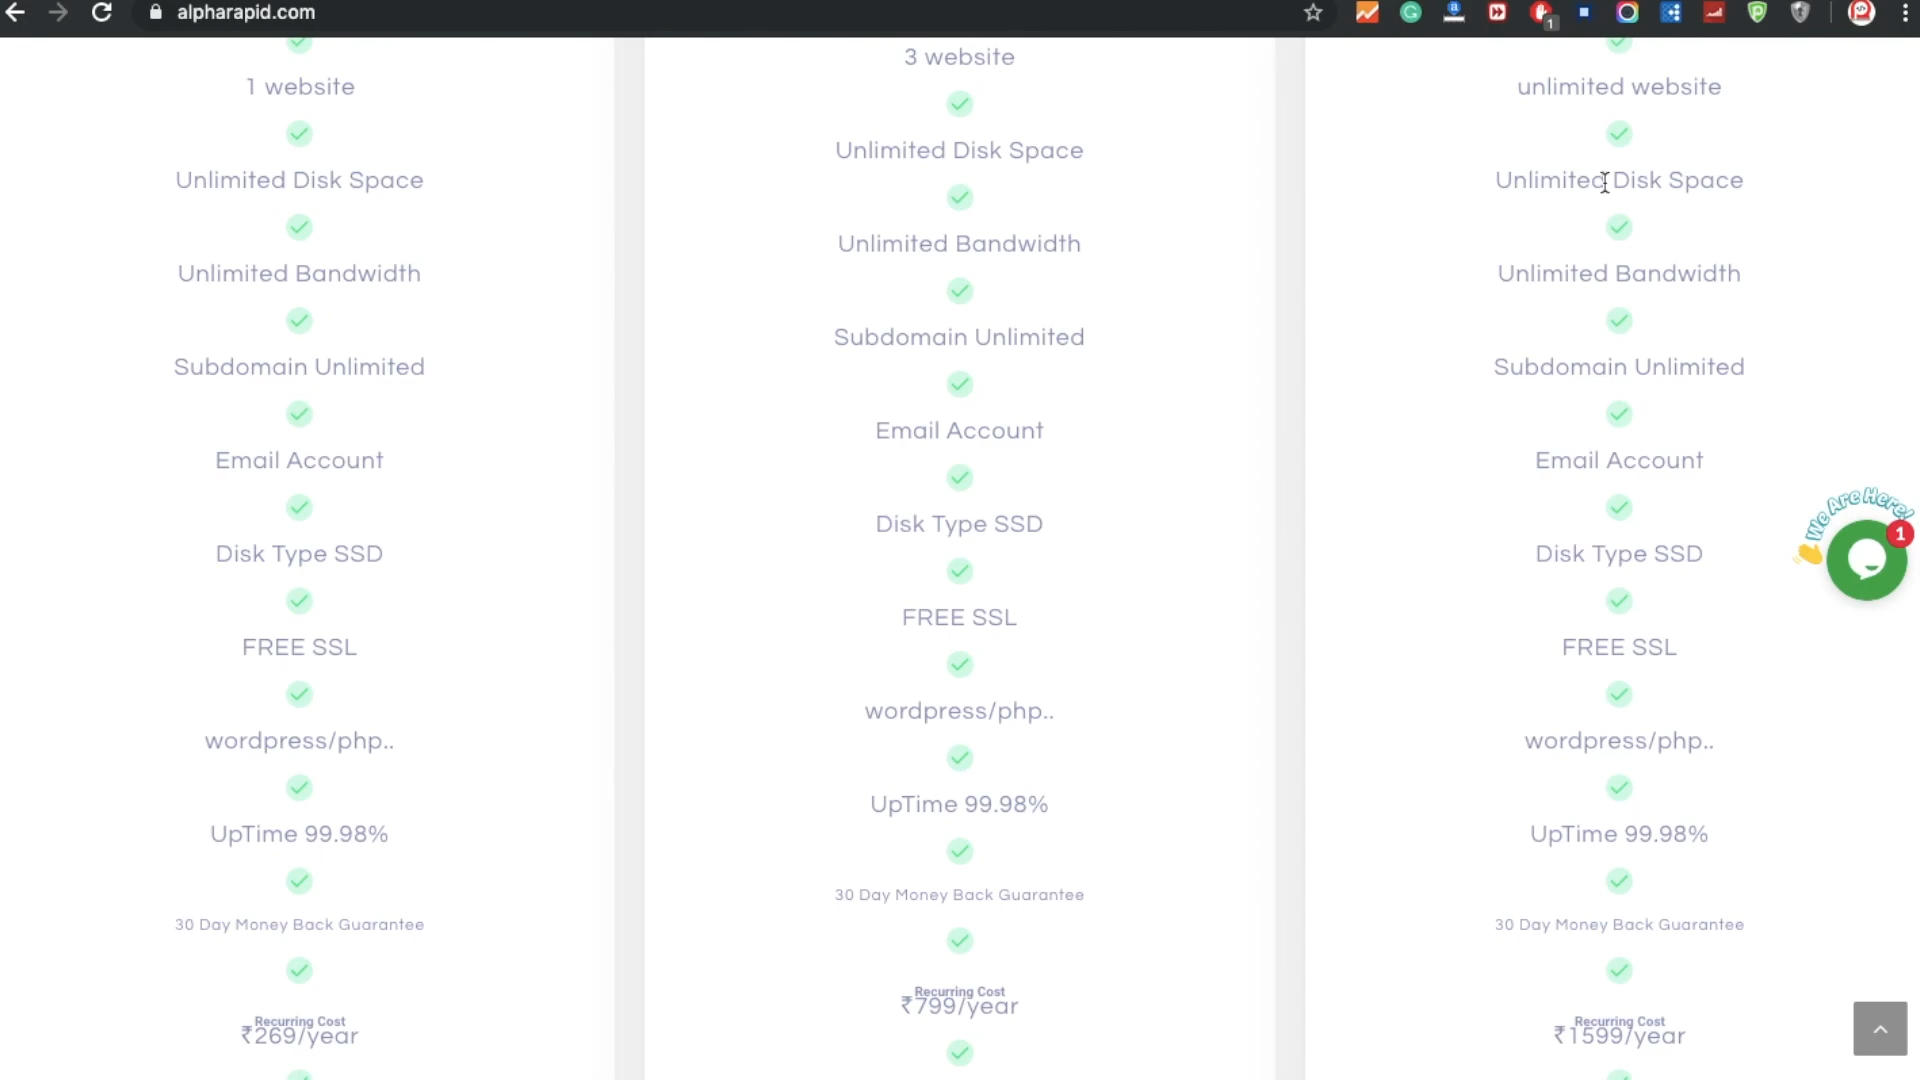 alpharapid.com
1
1 website
Unlimited Disk Space
Unlimited Bandwidth
Subdomain Unlimited
Email Account
Disk Type SSD
FREE SSL
wordpress/php..
UpTime 99.98%
30 Day Money Back Guarantee
Recurring Cost
₹269/year
3 website
Unlimited Disk Space
Unlimited Bandwidth
Subdomain Unlimited
Email Account
Disk Type SSD
FREE SSL
wordpress/php..
UpTime 99.98%
30 Day Money Back Guarantee
Recurring Cost
₹799/year
unlimited website
Unlimited Disk Space
Unlimited Bandwidth
Subdomain Unlimited
Email Account
Disk Type SSD
FREE SSL
wordpress/php..
UpTime 99.98%
30 Day Money Back Guarantee
Recurring Cost
₹1599/year
We Are Here!
1